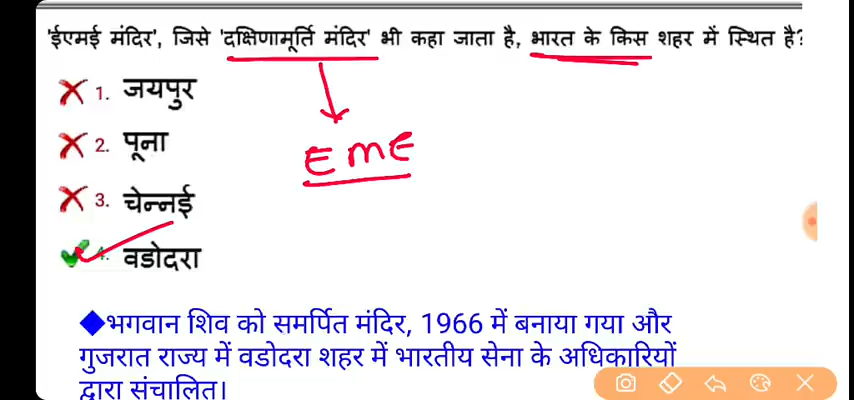 'ईएमई मंदिर', जिसे 'दक्षिणामूर्ति मंदिर' भी कहा जाता है, भारत के किस शहर में स्थित है?
1. जयपुर
EME
2. पूना
3. चेन्नई
4. वडोदरा
◆भगवान शिव को समर्पित मंदिर, 1966 में बनाया गया और
गुजरात राज्य में वडोदरा शहर में भारतीय सेना के अधिकारियों
द्वारा संचालित।